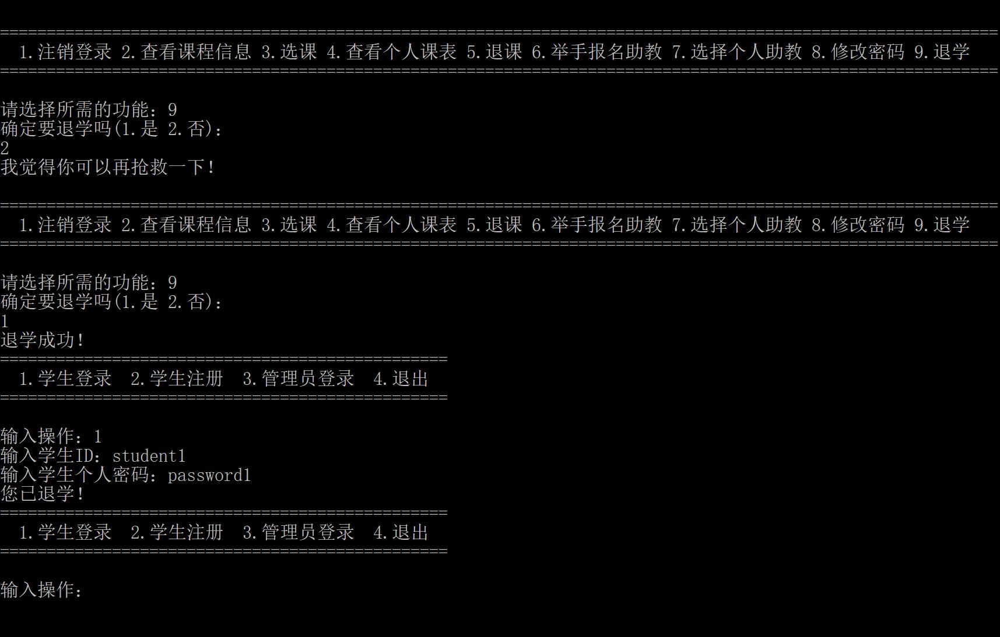 ================================================================================
  1.注销登录 2.查看课程信息 3.选课 4.查看个人课表 5.退课 6.举手报名助教 7.选择个人助教 8.修改密码 9.退学
================================================================================
请选择所需的功能：9
确定要退学吗(1.是 2.否)：
2
我觉得你可以再抢救一下！
================================================================================
  1.注销登录 2.查看课程信息 3.选课 4.查看个人课表 5.退课 6.举手报名助教 7.选择个人助教 8.修改密码 9.退学
================================================================================
请选择所需的功能：9
确定要退学吗(1.是 2.否)：
1
退学成功！
================================================
  1.学生登录  2.学生注册  3.管理员登录  4.退出
================================================
输入操作：1
输入学生ID：student1
输入学生个人密码：password1
您已退学！
================================================
  1.学生登录  2.学生注册  3.管理员登录  4.退出
================================================
输入操作：